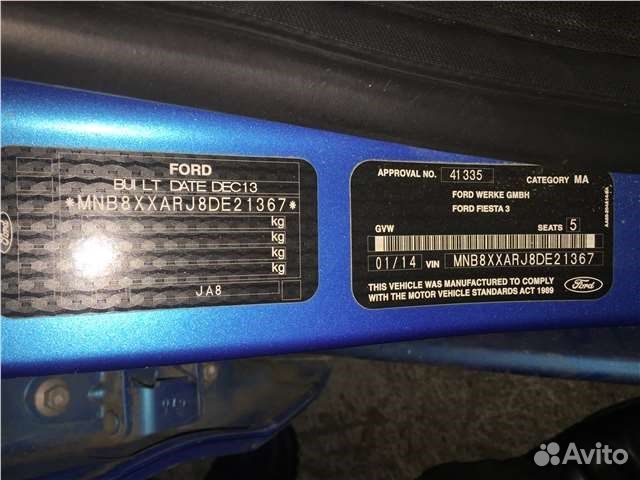 FORD
BUILT DATE DEC13
*MNB8XXARJ8DE21367*
kg
kg
kg
kg
JA8
Ford
APPROVAL NO. 41335 CATEGORY MA
FORD WERKE GMBH
FORD FIESTA 3
GVW SEATS 5
01/14 VIN MNB8XXARJ8DE21367
THIS VEHICLE WAS MANUFACTURED TO COMPLY
WITH THE MOTOR VEHICLE STANDARDS ACT 1989
Ford
Avito